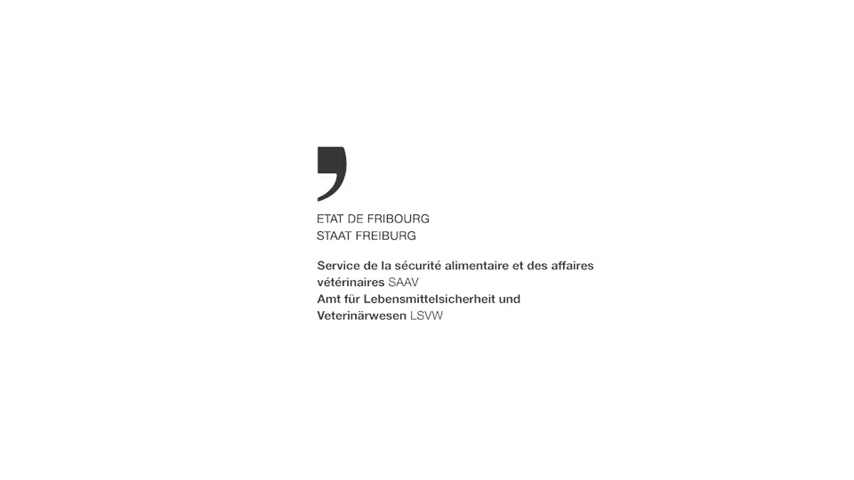 ETAT DE FRIBOURG
STAAT FREIBURG
Service de la sécurité alimentaire et des affaires
vétérinaires SAAV
Amt für Lebensmittelsicherheit und
Veterinärwesen LSVW